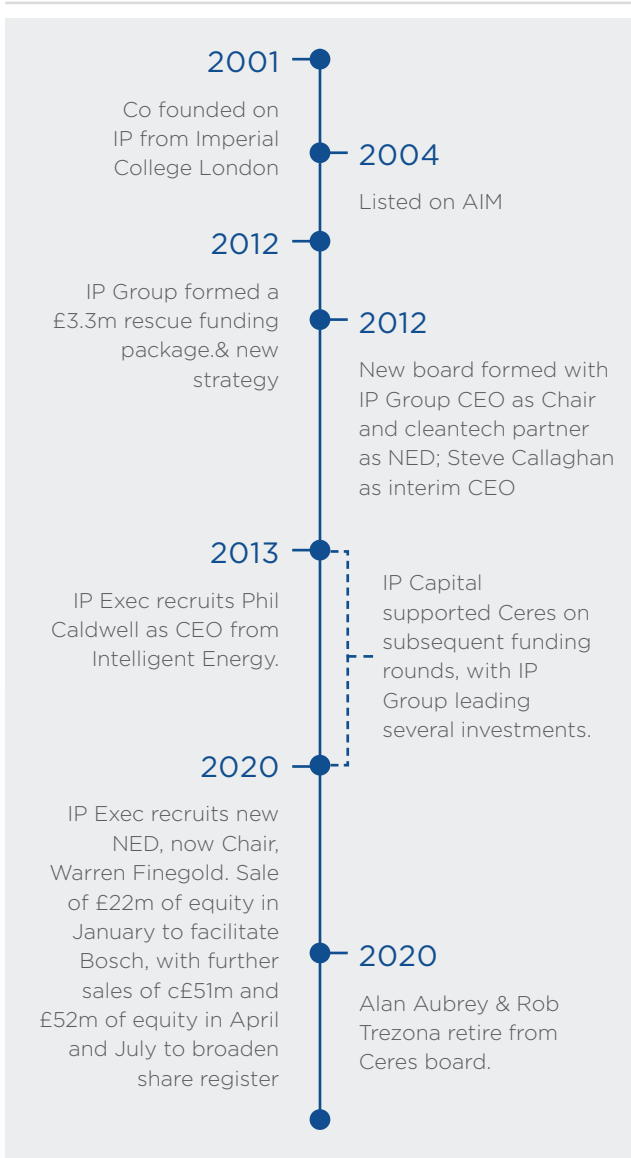 2001
Co founded on
IP from Imperial
College London
2004
Listed on AIM
2012
IP Group formed a
£3.3m rescue funding
package.& new
strategy
2012
New board formed with
IP Group CEO as Chair
and cleantech partner
as NED; Steve Callaghan
as interim CEO
2013
IP Exec recruits Phil
Caldwell as CEO from
Intelligent Energy.
IP Capital
supported Ceres on
subsequent funding
rounds, with IP
Group leading
several investments.
2020
IP Exec recruits new
NED, now Chair,
Warren Finegold. Sale
of £22m of equity in
January to facilitate
Bosch, with further
sales of c£51m and
£52m of equity in April
and July to broaden
share register
2020
Alan Aubrey & Rob
Trezona retire from
Ceres board.